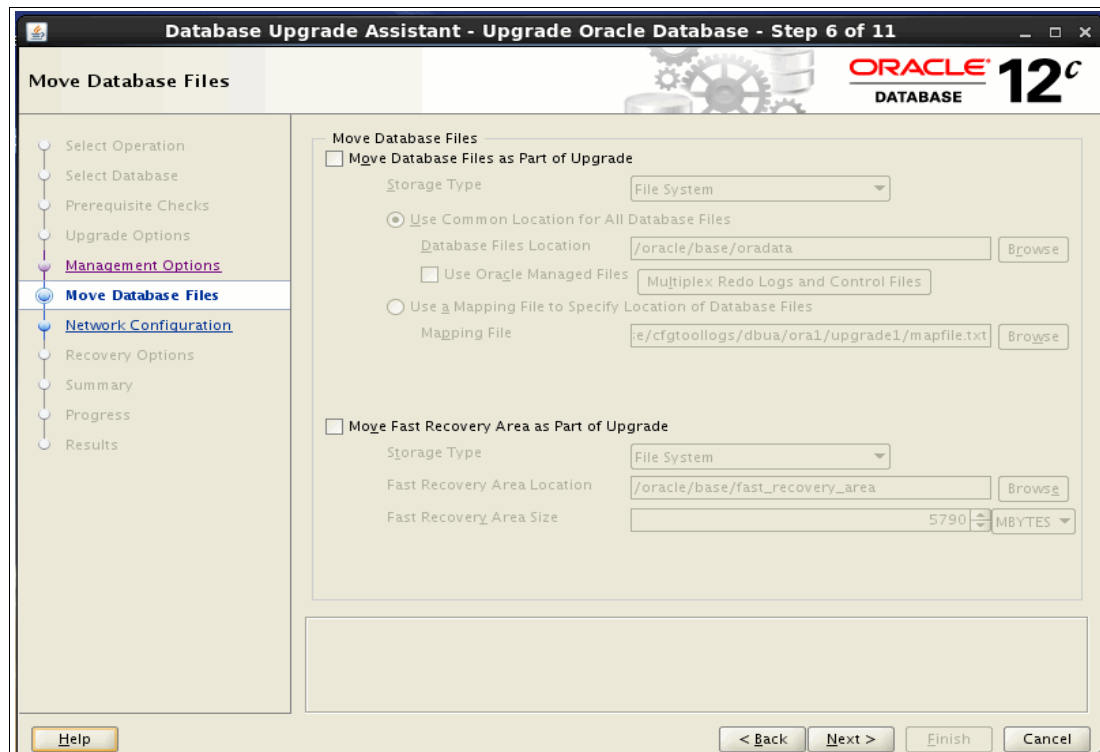 Database Upgrade Assistant - Upgrade Oracle Database - Step 6 of 11
Move Database Files
ORACLE
DATABASE
12c
Select Operation
Select Database
Prerequisite Checks
Upgrade Options
Management Options
Move Database Files
Network Configuration
Recovery Options
Summary
Progress
Results
Move Database Files
Move Database Files as Part of Upgrade
Storage Type File System
Use Common Location for All Database Files
Database Files Location /oracle/base/oradata Browse
Use Oracle Managed Files Multiplex Redo Logs and Control Files
Use a Mapping File to Specify Location of Database Files
Mapping File e/cfgtoollogs/dbua/ora1/upgrade1/mapfile.txt Browse
Move Fast Recovery Area as Part of Upgrade
Storage Type File System
Fast Recovery Area Location /oracle/base/fast_recovery_area Browse
Fast Recovery Area Size 5790 MBYTES
Help < Back Next > Finish Cancel